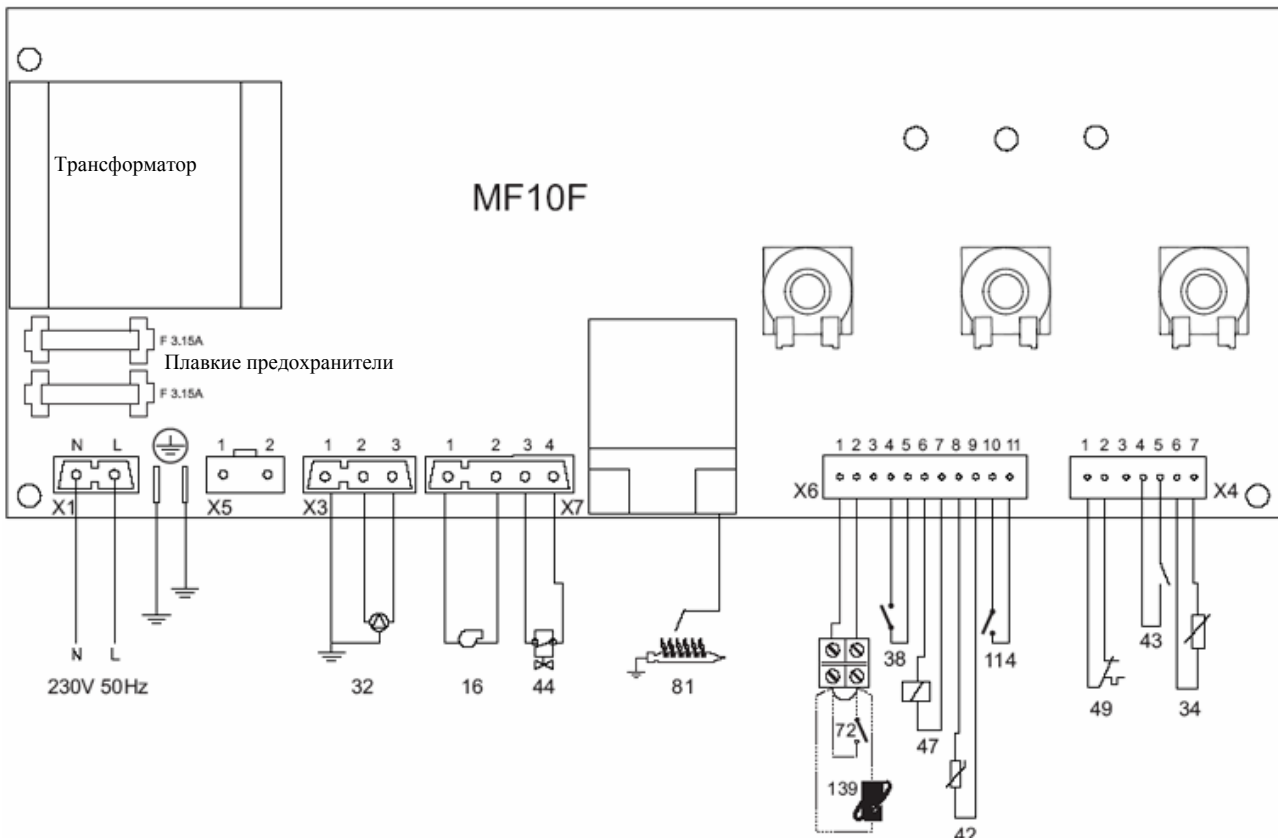 Трансформатор
MF10F
F 3.15A
Плавкие предохранители
F 3.15A
N L
1 2
1 2 3
1 2 3 4
1 2 3 4 5 6 7 8 9 10 11
1 2 3 4 5 6 7
X1
X5
X3
X7
X6
X4
N L
230V 50Hz
32
16
44
81
38
114
43
49
34
72
47
139
42